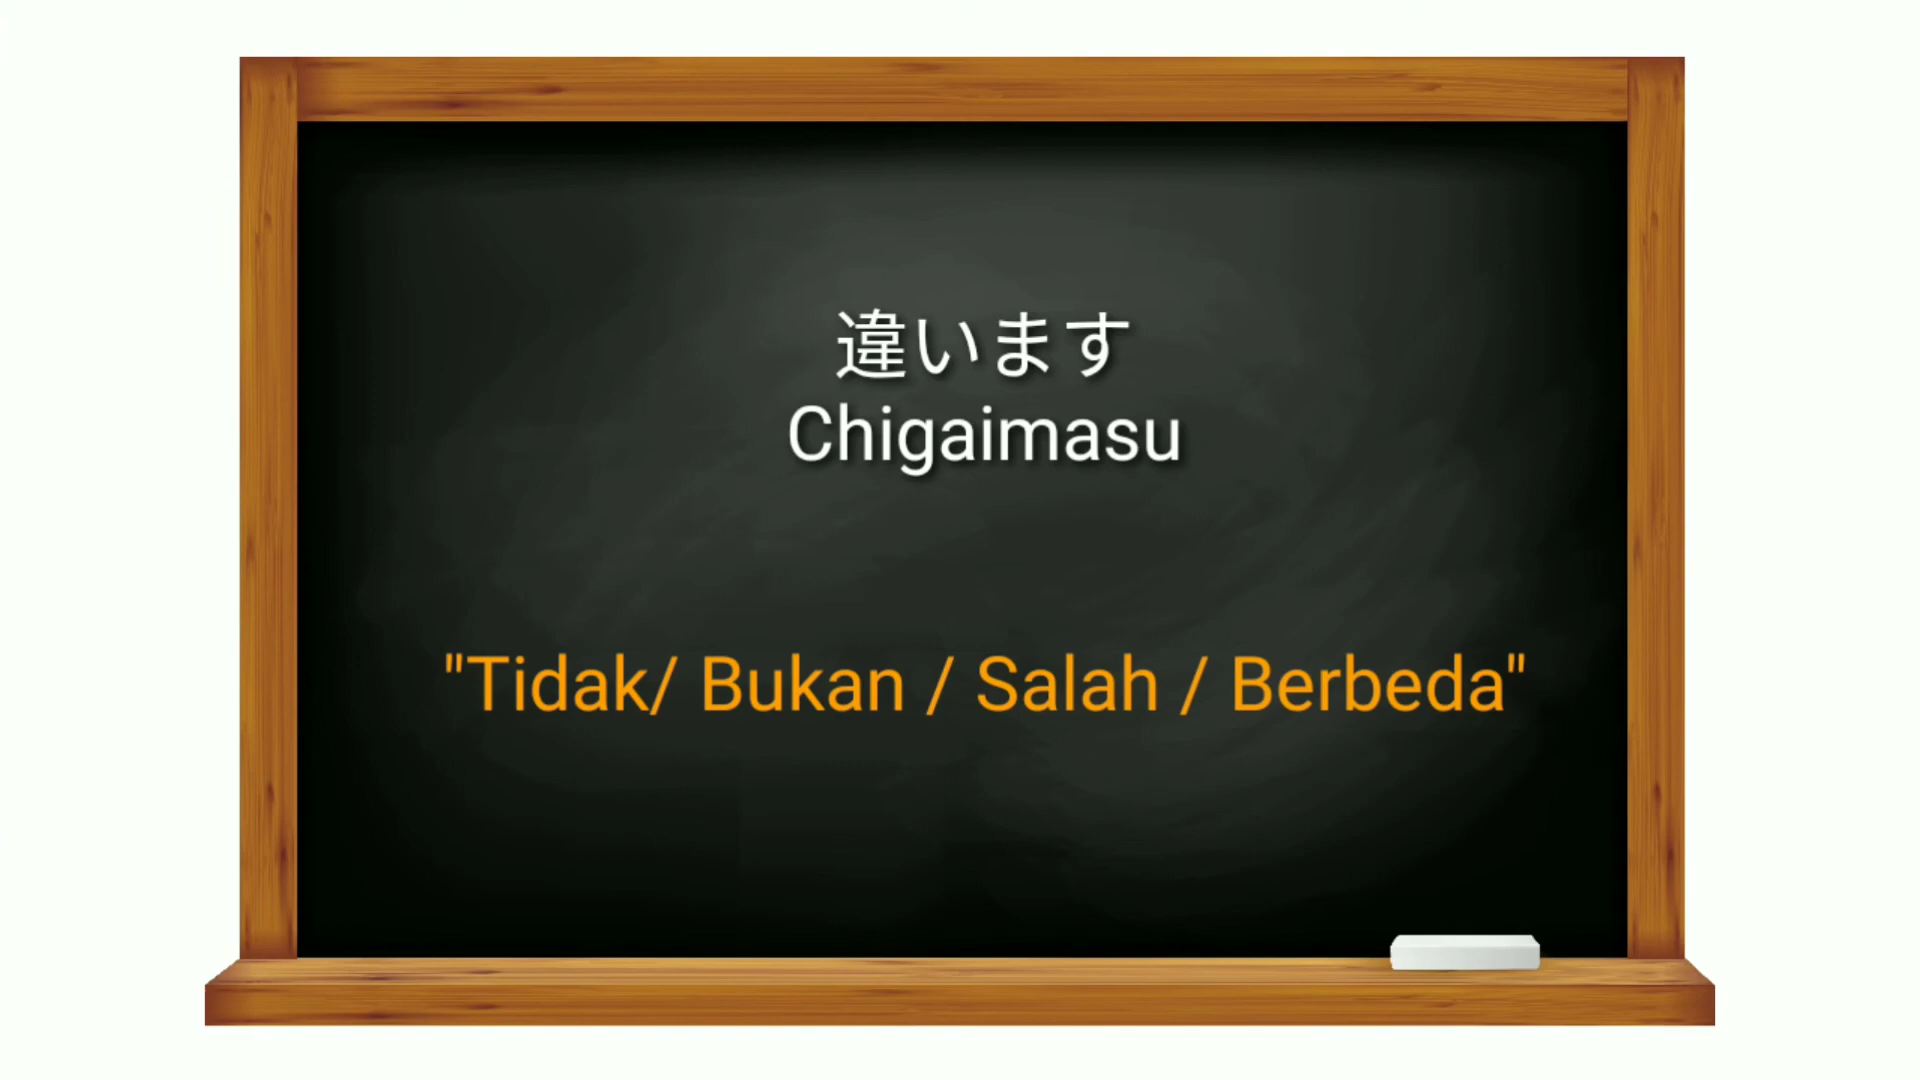 違います
Chigaimasu
"Tidak/ Bukan / Salah / Berbeda"